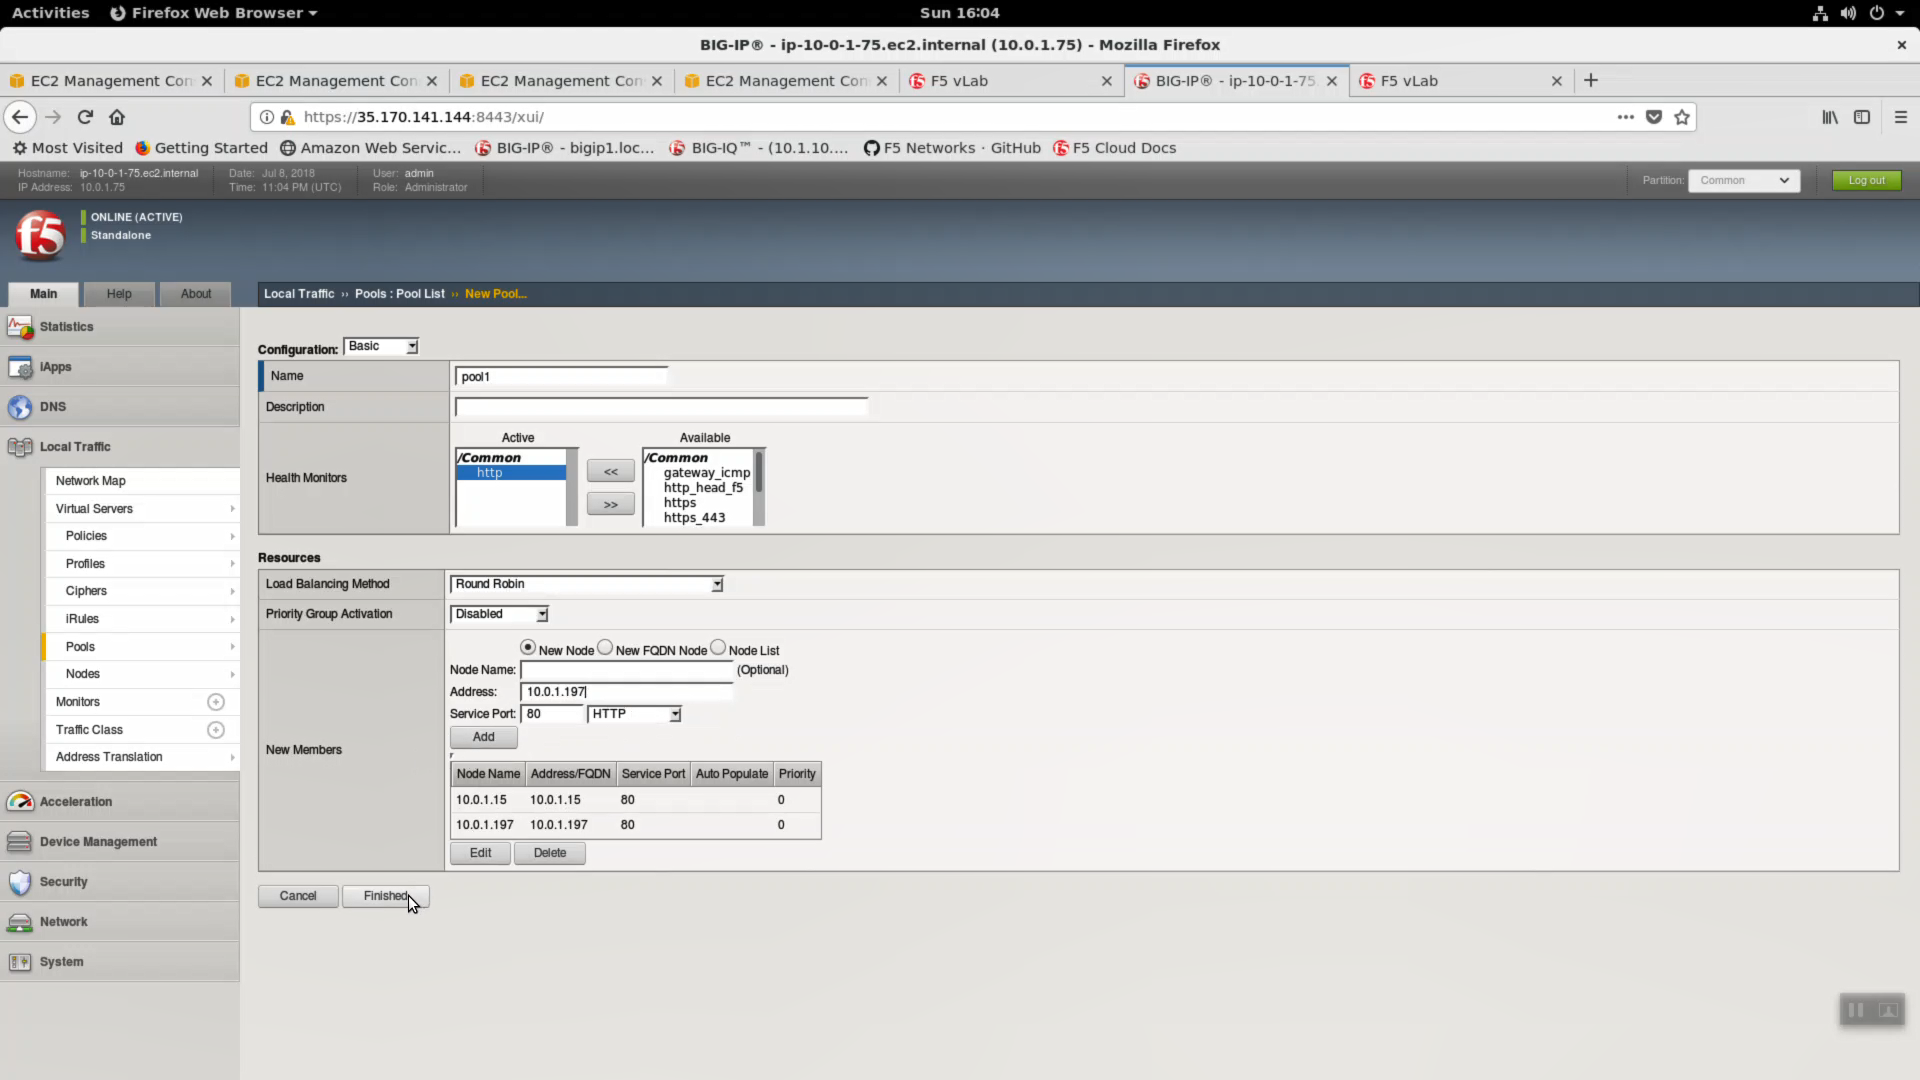 Activities Firefox Web Browser Sun 16:04
BIG-IP® - ip-10-0-1-75.ec2.internal (10.0.1.75) - Mozilla Firefox
EC2 Management Con EC2 Management Con EC2 Management Con EC2 Management Con F5 vLab BIG-IP® - ip-10-0-1-75. F5 vLab
https://35.170.141.144:8443/xui/
Most Visited Getting Started Amazon Web Servic... BIG-IP® - bigip1.loc... BIG-IQ™ - (10.1.10.... F5 Networks · GitHub F5 Cloud Docs
Hostname: ip-10-0-1-75.ec2.internal Date: Jul 8, 2018 User: admin Partition: Common Log out
IP Address: 10.0.1.75 Time: 11:04 PM (UTC) Role: Administrator
f5
ONLINE (ACTIVE)
Standalone
Main Help About
Local Traffic ›› Pools : Pool List ›› New Pool...
Statistics
iApps
DNS
Local Traffic
Network Map
Virtual Servers
Policies
Profiles
Ciphers
iRules
Pools
Nodes
Monitors
Traffic Class
Address Translation
Acceleration
Device Management
Security
Network
System
Configuration: Basic
Name pool1
Description
Health Monitors
Active
/Common
http
<<
>>
Available
/Common
gateway_icmp
http_head_f5
https
https_443
Resources
Load Balancing Method Round Robin
Priority Group Activation Disabled
New Members
New Node New FQDN Node Node List
Node Name: (Optional)
Address: 10.0.1.197
Service Port: 80 HTTP
Add
Node Name Address/FQDN Service Port Auto Populate Priority
10.0.1.15 10.0.1.15 80 0
10.0.1.197 10.0.1.197 80 0
Edit Delete
Cancel Finished